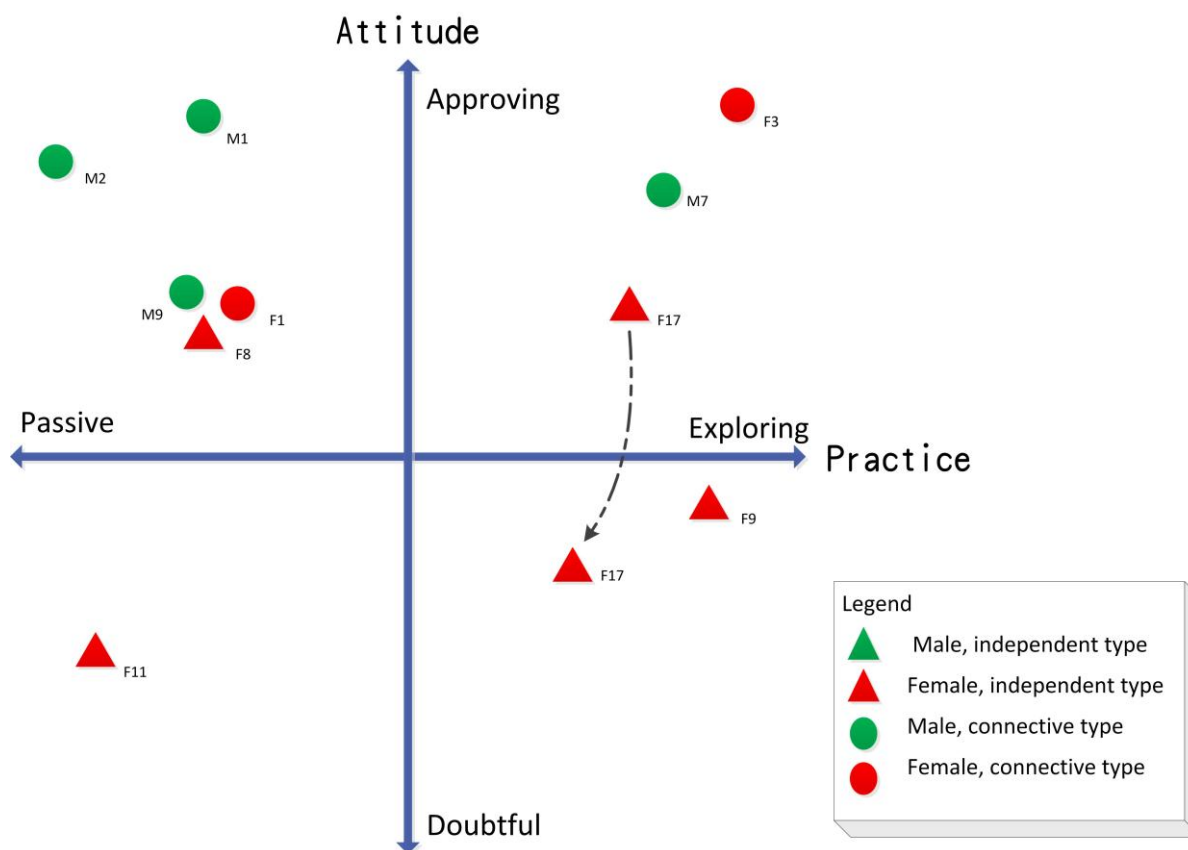 Attitude
Approving
F3
M1
M2
M7
M9
F1
F17
F8
Passive
Exploring
Practice
F9
F17
F11
Legend
Male, independent type
Female, independent type
Male, connective type
Female, connective type
Doubtful